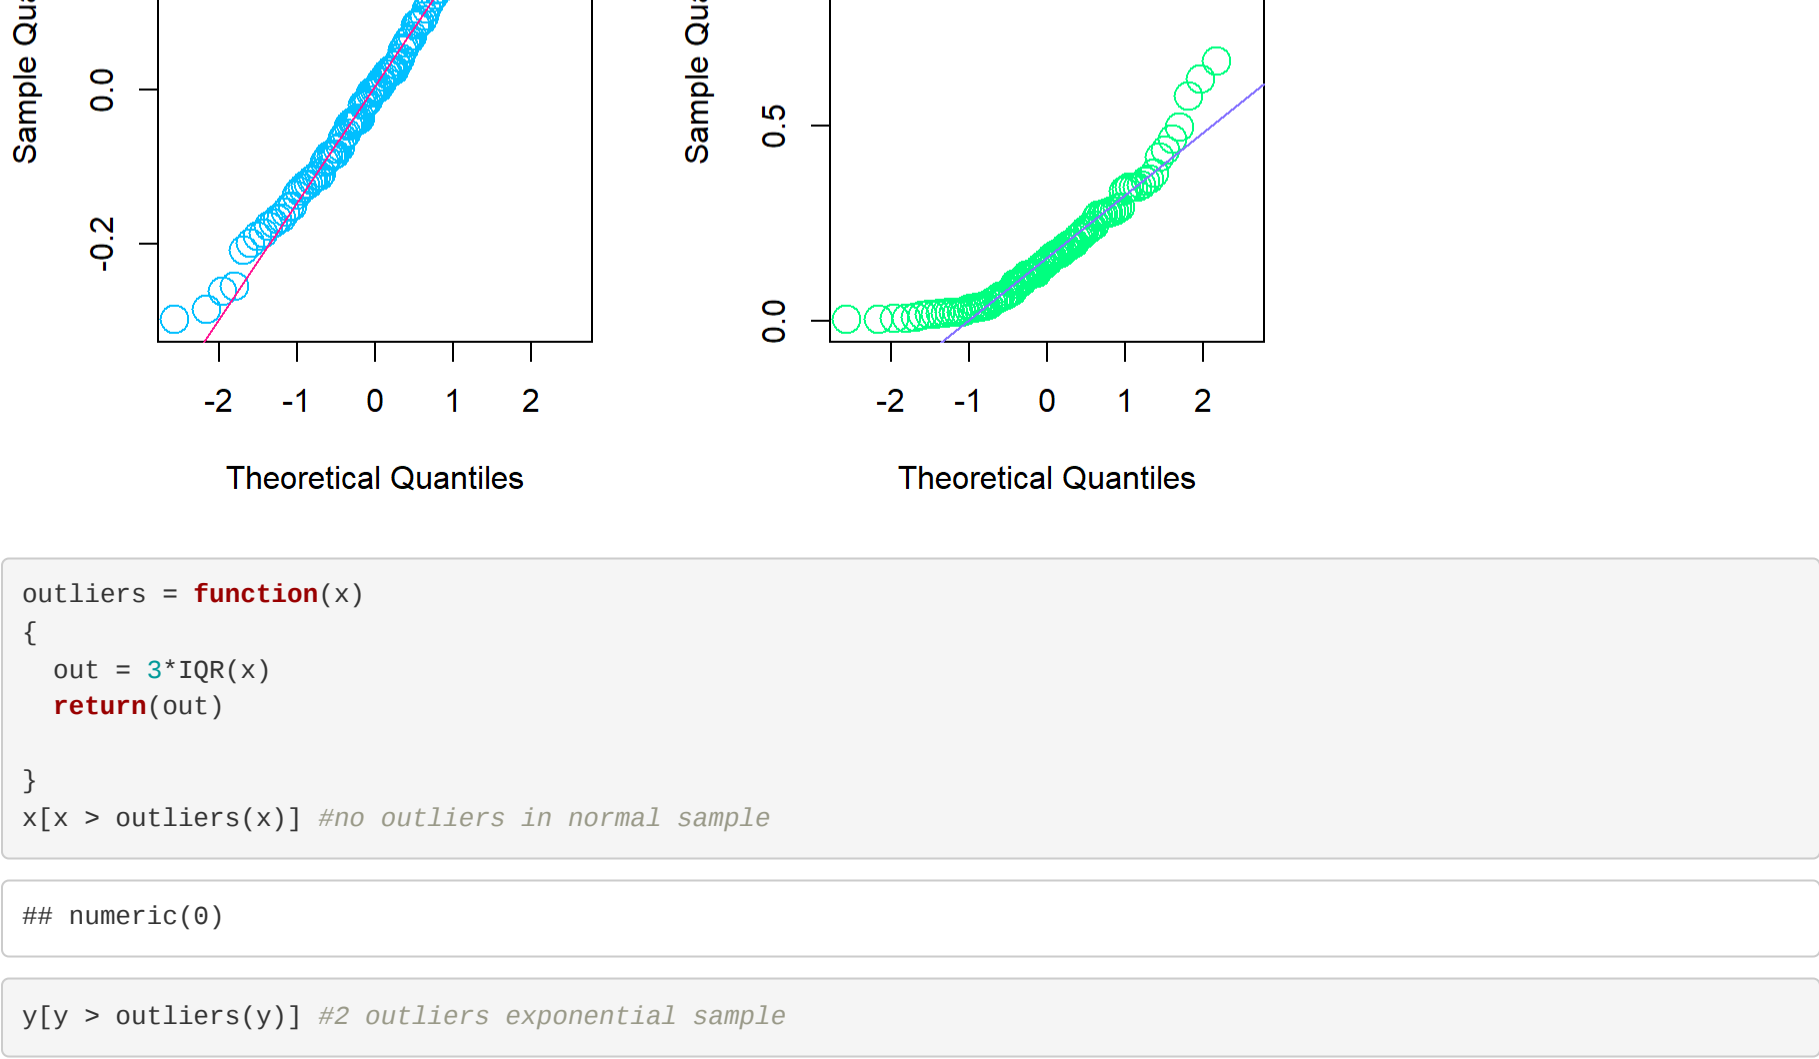 Sample Qua
0.0
-0.2
-2 -1 0 1 2
Theoretical Quantiles
Sample Qua
0.5
0.0
-2 -1 0 1 2
Theoretical Quantiles
outliers = function(x)
{
  out = 3*IQR(x)
  return(out)
}
x[x > outliers(x)] #no outliers in normal sample
## numeric(0)
y[y > outliers(y)] #2 outliers exponential sample